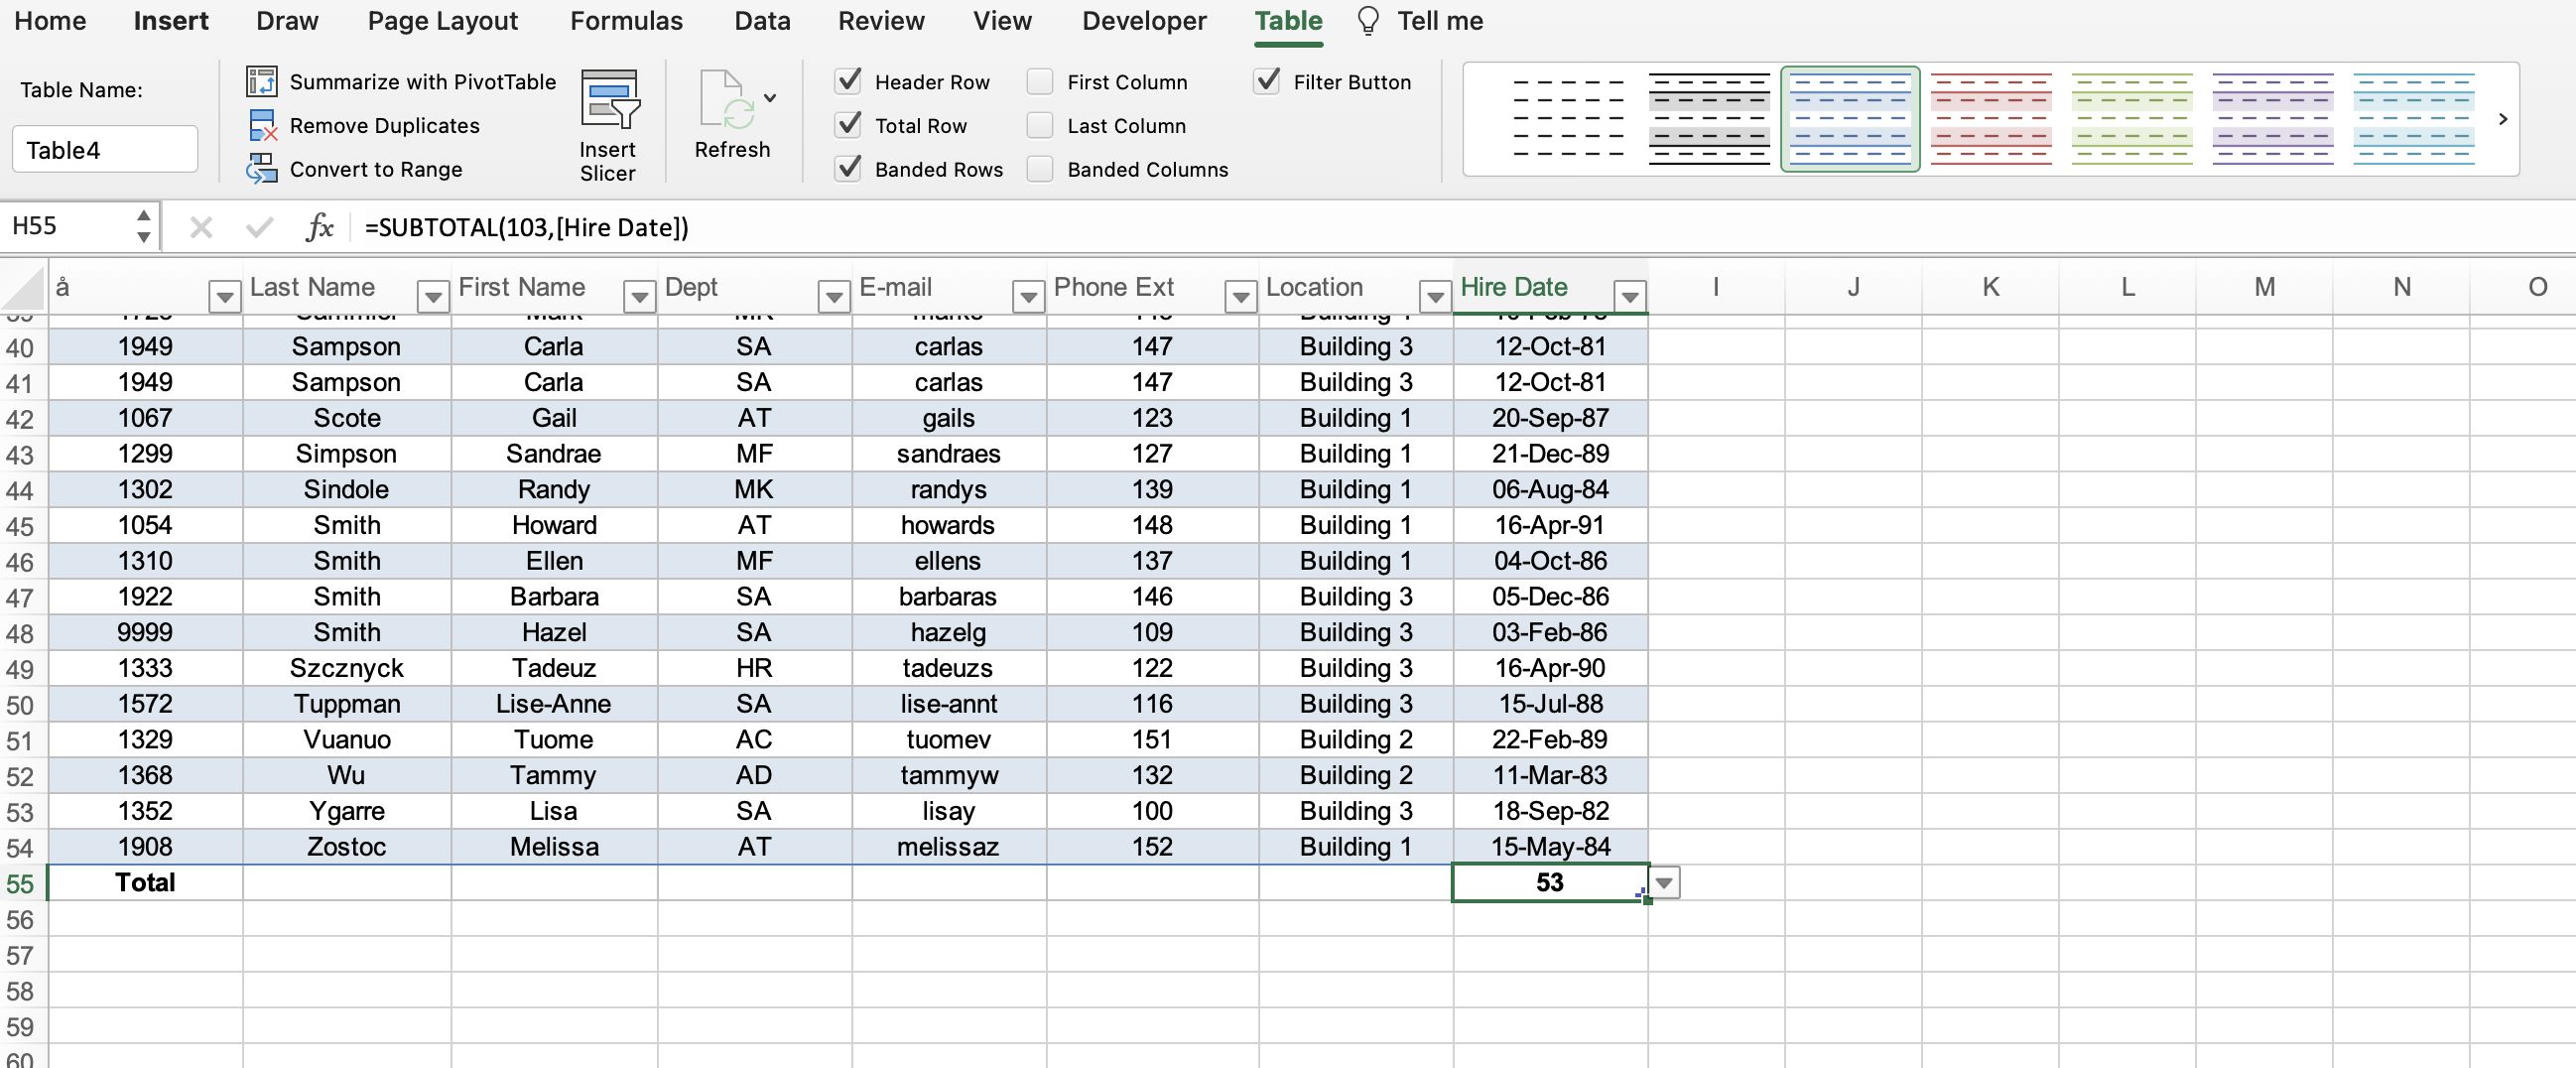 Home Insert Draw Page Layout Formulas Data Review View Developer Table Tell me
Table Name:
Table4
Summarize with PivotTable
Remove Duplicates
Convert to Range
Insert
Slicer
Refresh
Header Row First Column Filter Button
Total Row Last Column
Banded Rows Banded Columns
H55 fx =SUBTOTAL(103,[Hire Date])
å Last Name First Name Dept E-mail Phone Ext Location Hire Date I J K L M N O
40 1949 Sampson Carla SA carlas 147 Building 3 12-Oct-81
41 1949 Sampson Carla SA carlas 147 Building 3 12-Oct-81
42 1067 Scote Gail AT gails 123 Building 1 20-Sep-87
43 1299 Simpson Sandrae MF sandraes 127 Building 1 21-Dec-89
44 1302 Sindole Randy MK randys 139 Building 1 06-Aug-84
45 1054 Smith Howard AT howards 148 Building 1 16-Apr-91
46 1310 Smith Ellen MF ellens 137 Building 1 04-Oct-86
47 1922 Smith Barbara SA barbaras 146 Building 3 05-Dec-86
48 9999 Smith Hazel SA hazelg 109 Building 3 03-Feb-86
49 1333 Szcznyck Tadeuz HR tadeuzs 122 Building 3 16-Apr-90
50 1572 Tuppman Lise-Anne SA lise-annt 116 Building 3 15-Jul-88
51 1329 Vuanuo Tuome AC tuomev 151 Building 2 22-Feb-89
52 1368 Wu Tammy AD tammyw 132 Building 2 11-Mar-83
53 1352 Ygarre Lisa SA lisay 100 Building 3 18-Sep-82
54 1908 Zostoc Melissa AT melissaz 152 Building 1 15-May-84
55 Total 53
56
57
58
59
60